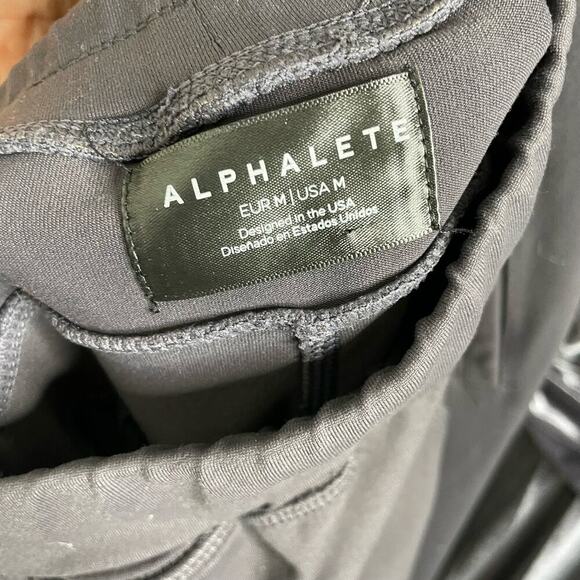 ALPHALETE
EUR M | USA M
Designed in the USA
Diseñado en Estados Unidos